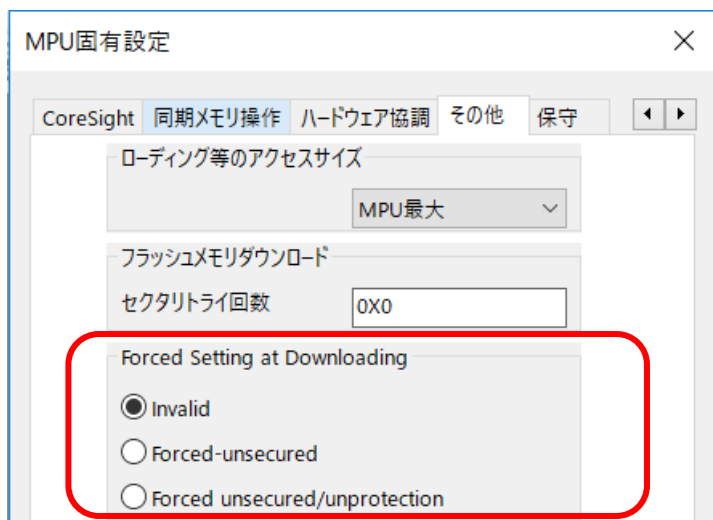 MPU固有設定
CoreSight 同期メモリ操作 ハードウェア協調 その他 保守
ローディング等のアクセスサイズ
MPU最大
フラッシュメモリダウンロード
セクタリトライ回数 0X0
Forced Setting at Downloading
Invalid
Forced-unsecured
Forced unsecured/unprotection